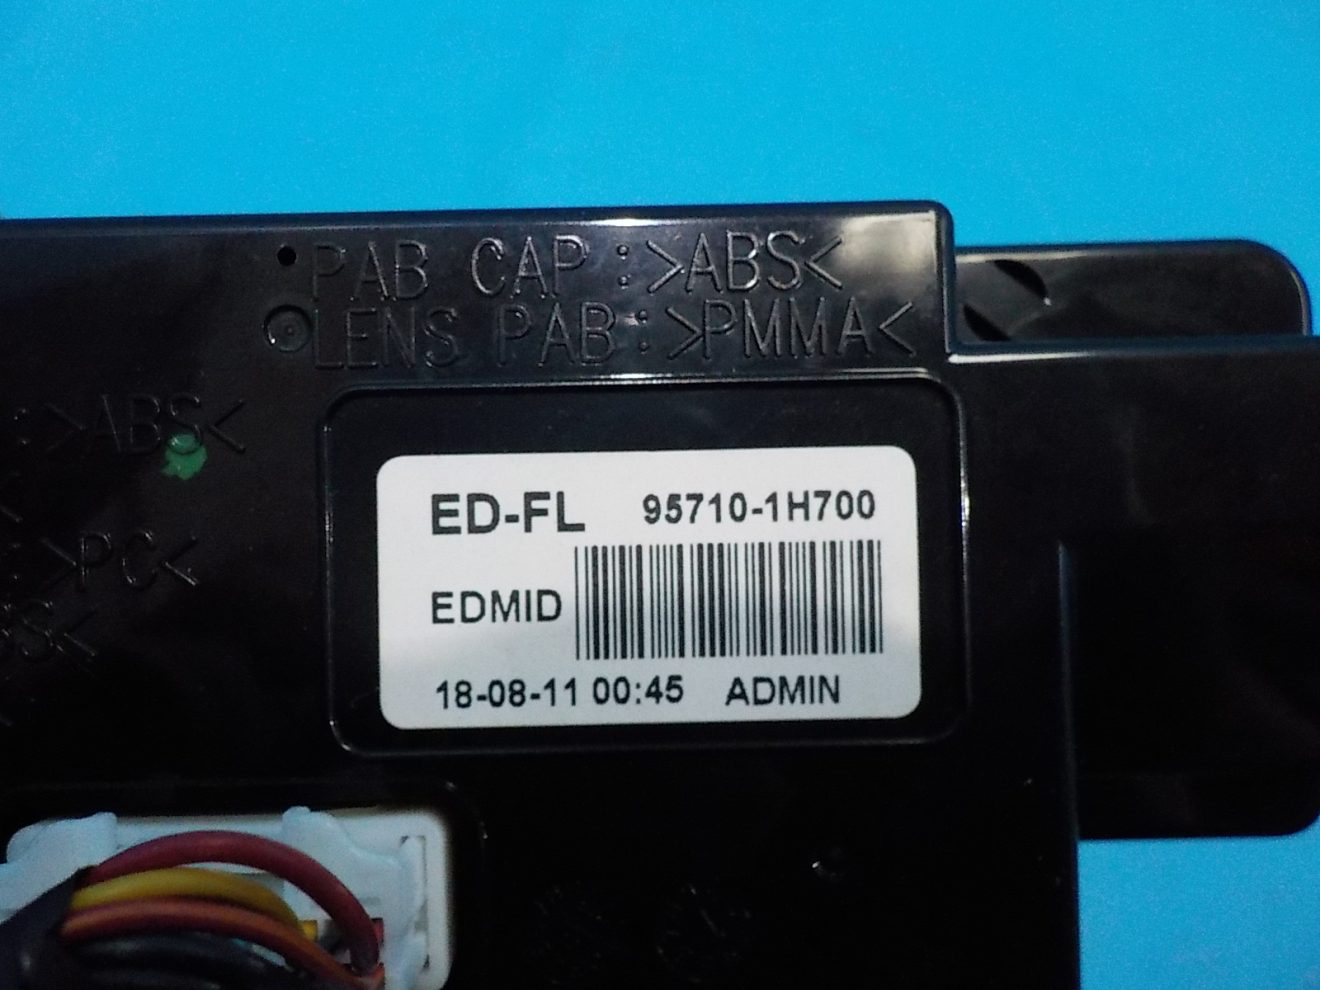 PAB CAP : >ABS<
LENS PAB : >PMMA<
: >ABS<
: >PC<
ED-FL 95710-1H700
EDMID
18-08-11 00:45 ADMIN